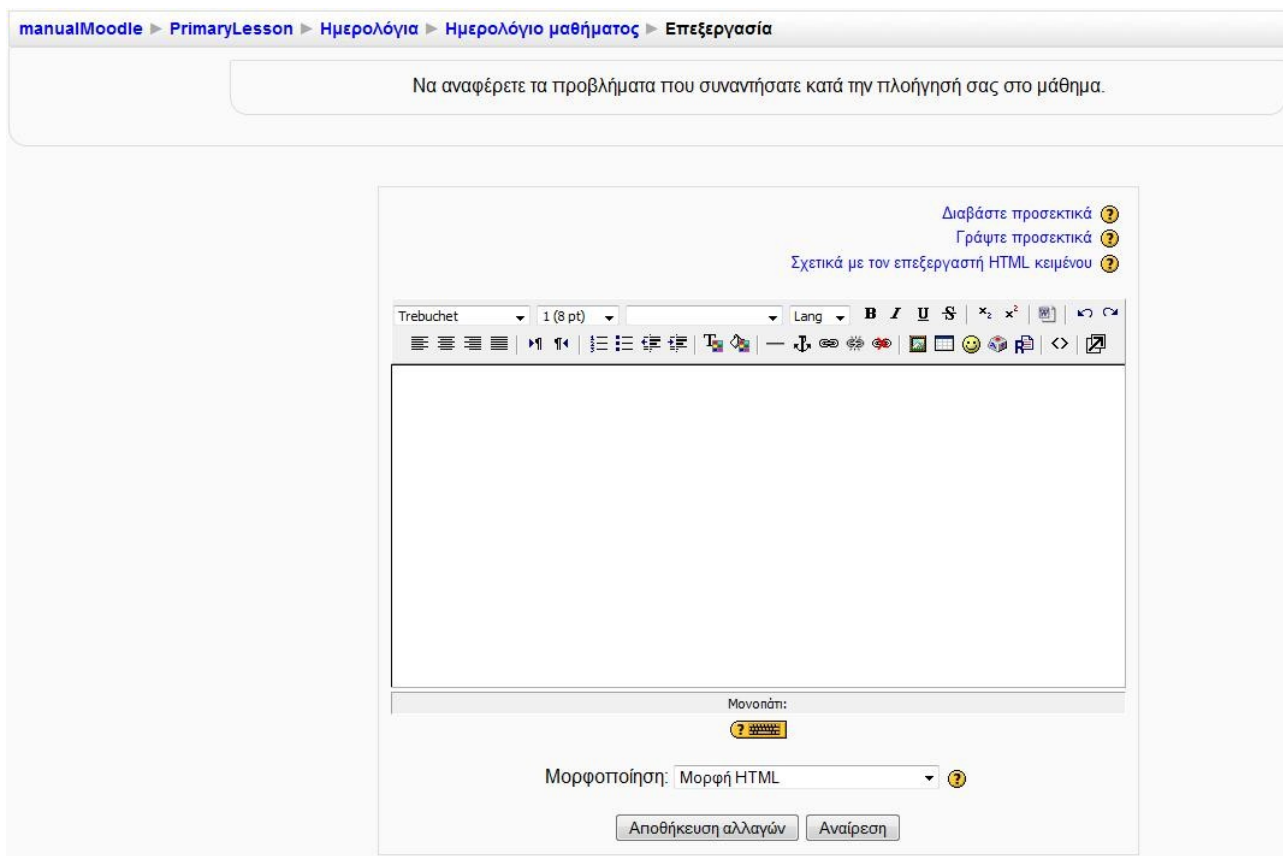 manualMoodle ► PrimaryLesson ► Ημερολόγια ► Ημερολόγιο μαθήματος ► Επεξεργασία
Να αναφέρετε τα προβλήματα που συναντήσατε κατά την πλοήγησή σας στο μάθημα.
Διαβάστε προσεκτικά
Γράψτε προσεκτικά
Σχετικά με τον επεξεργαστή HTML κειμένου
Trebuchet 1 (8 pt) Lang B I U S x₂ x²
Μονοπάτι:
Μορφοποίηση: Μορφή HTML
Αποθήκευση αλλαγών Αναίρεση